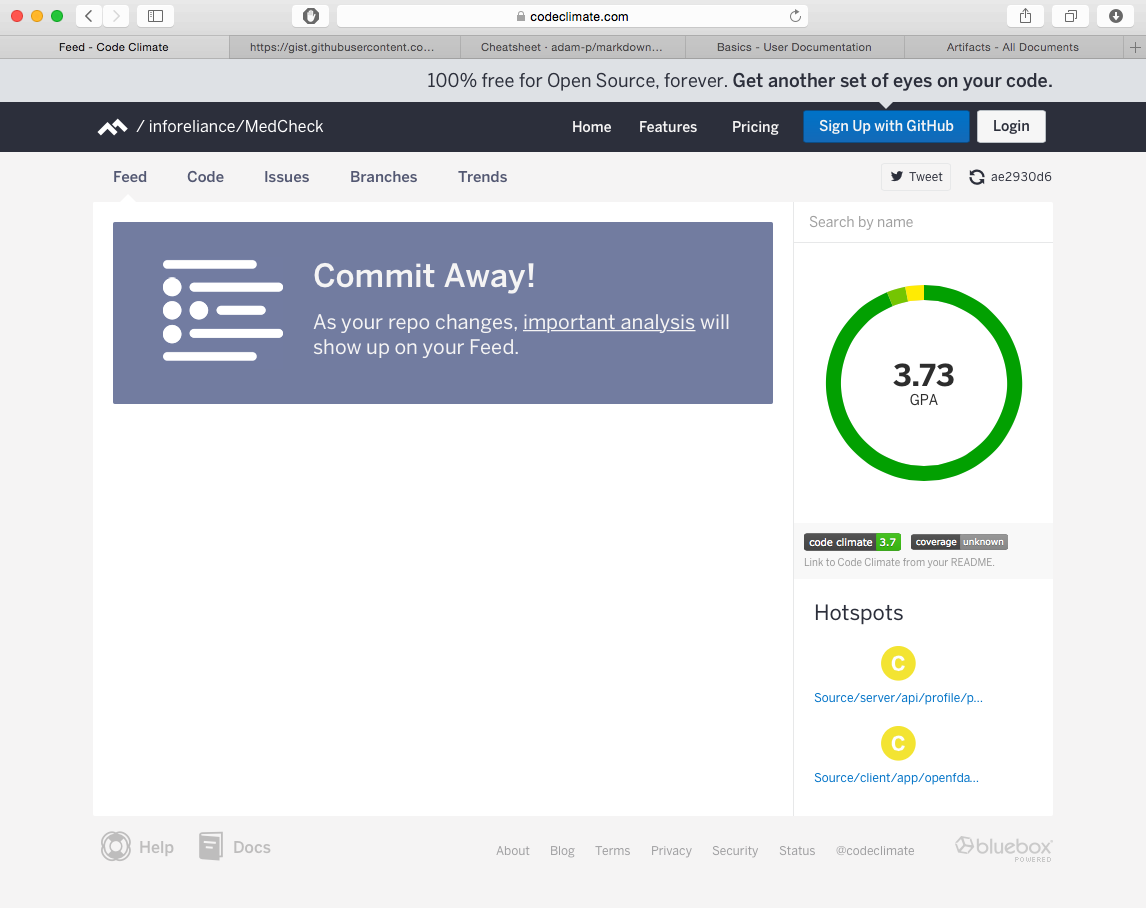 codeclimate.com
Feed - Code Climate
https://gist.githubusercontent.co...
Cheatsheet · adam-p/markdown...
Basics - User Documentation
Artifacts - All Documents
100% free for Open Source, forever. Get another set of eyes on your code.
/ inforeliance/MedCheck
Home
Features
Pricing
Sign Up with GitHub
Login
Feed
Code
Issues
Branches
Trends
Tweet
ae2930d6
Commit Away!
As your repo changes, important analysis will
show up on your Feed.
Search by name
3.73
GPA
code climate 3.7
coverage unknown
Link to Code Climate from your README.
Hotspots
C
Source/server/api/profile/p...
C
Source/client/app/openfda...
Help
Docs
About
Blog
Terms
Privacy
Security
Status
@codeclimate
bluebox
POWERED